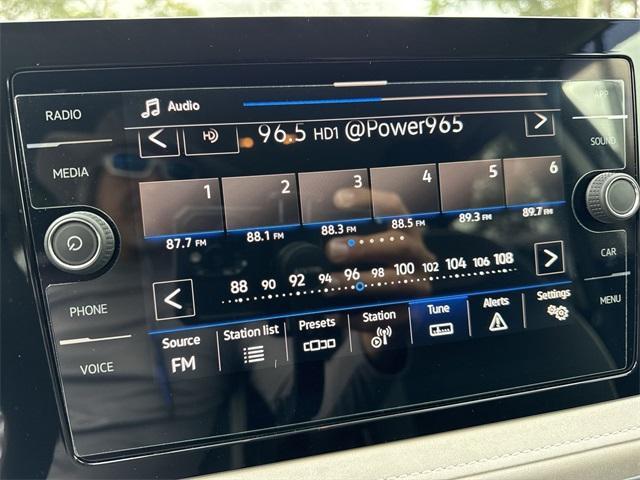 RADIO
MEDIA
PHONE
VOICE
Audio
HD 96.5 HD1 @Power965
1 2 3 4 5 6
87.7 FM 88.1 FM 88.3 FM 88.5 FM 89.3 FM 89.7 FM
88 90 92 94 96 98 100 102 104 106 108
Source Station list Presets Station Tune Alerts Settings
FM
APP
SOUND
CAR
MENU